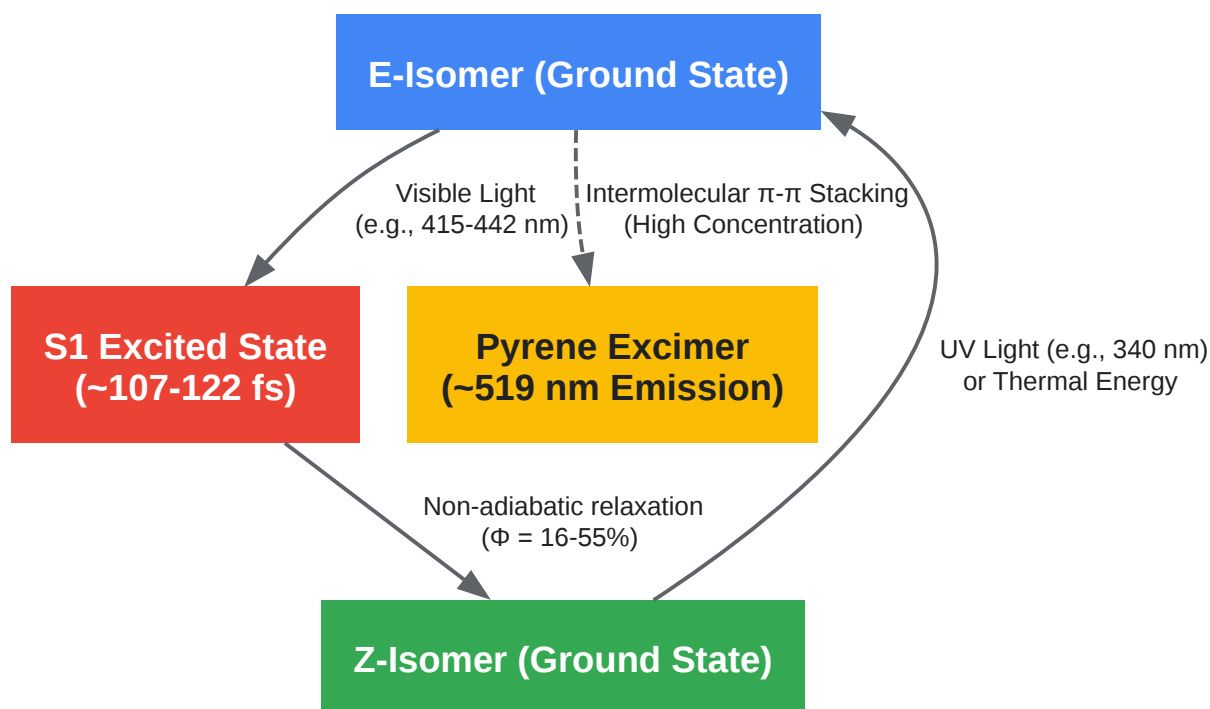 E-Isomer (Ground State)
Visible Light
(e.g., 415-442 nm)
Intermolecular π-π Stacking
(High Concentration)
S1 Excited State
(~107-122 fs)
Pyrene Excimer
(~519 nm Emission)
UV Light (e.g., 340 nm)
or Thermal Energy
Non-adiabatic relaxation
(Φ = 16-55%)
Z-Isomer (Ground State)